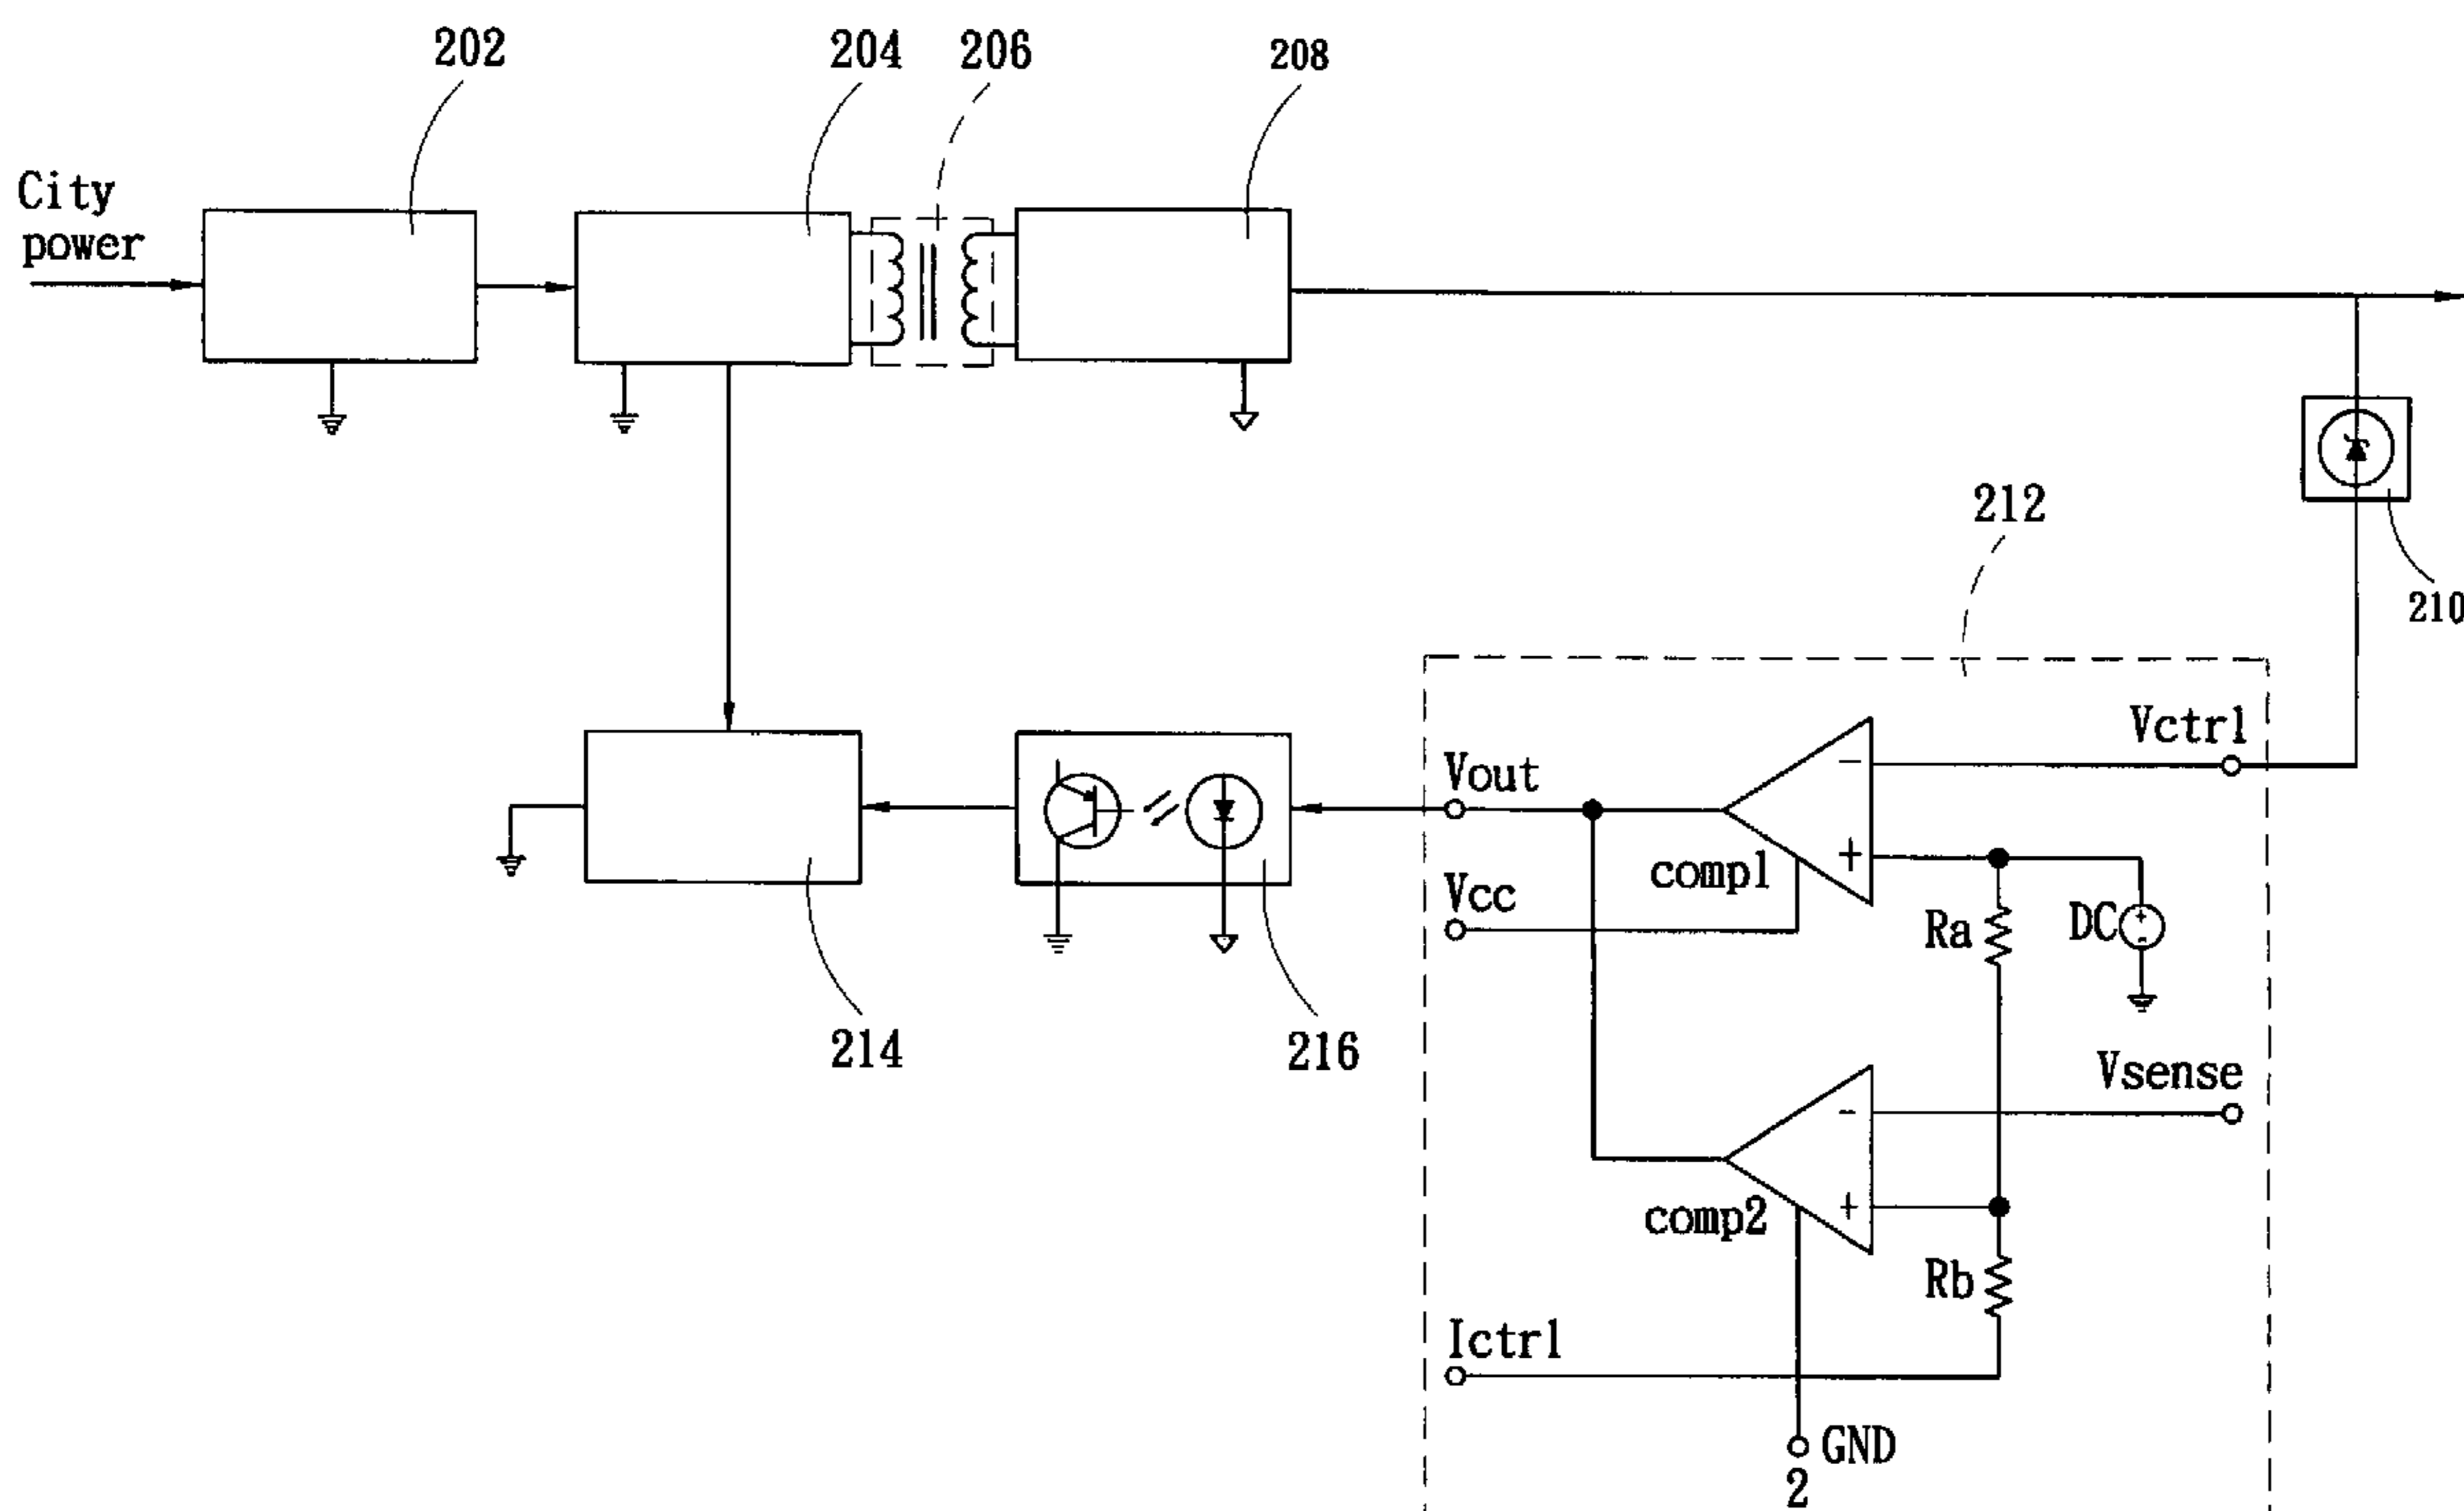 202
204
206
208
City
power
212
210
Vctrl
Vout
comp1
Vcc
Ra
DC
214
216
Vsense
comp2
Rb
Ictrl
GND
2